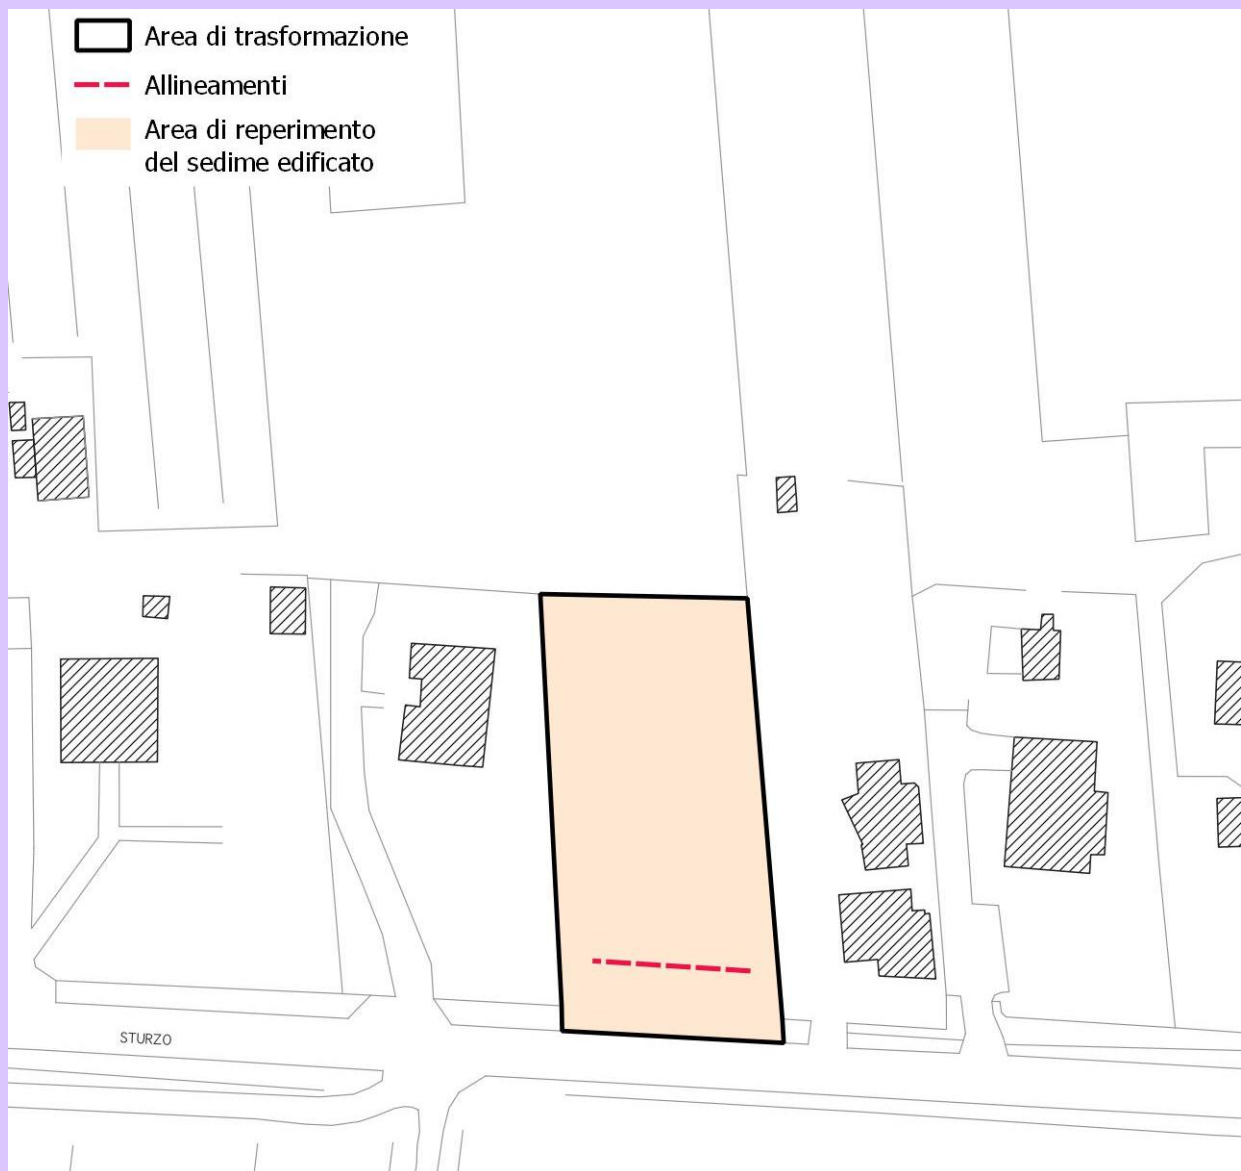 Area di trasformazione
Allineamenti
Area di reperimento
del sedime edificato
STURZO